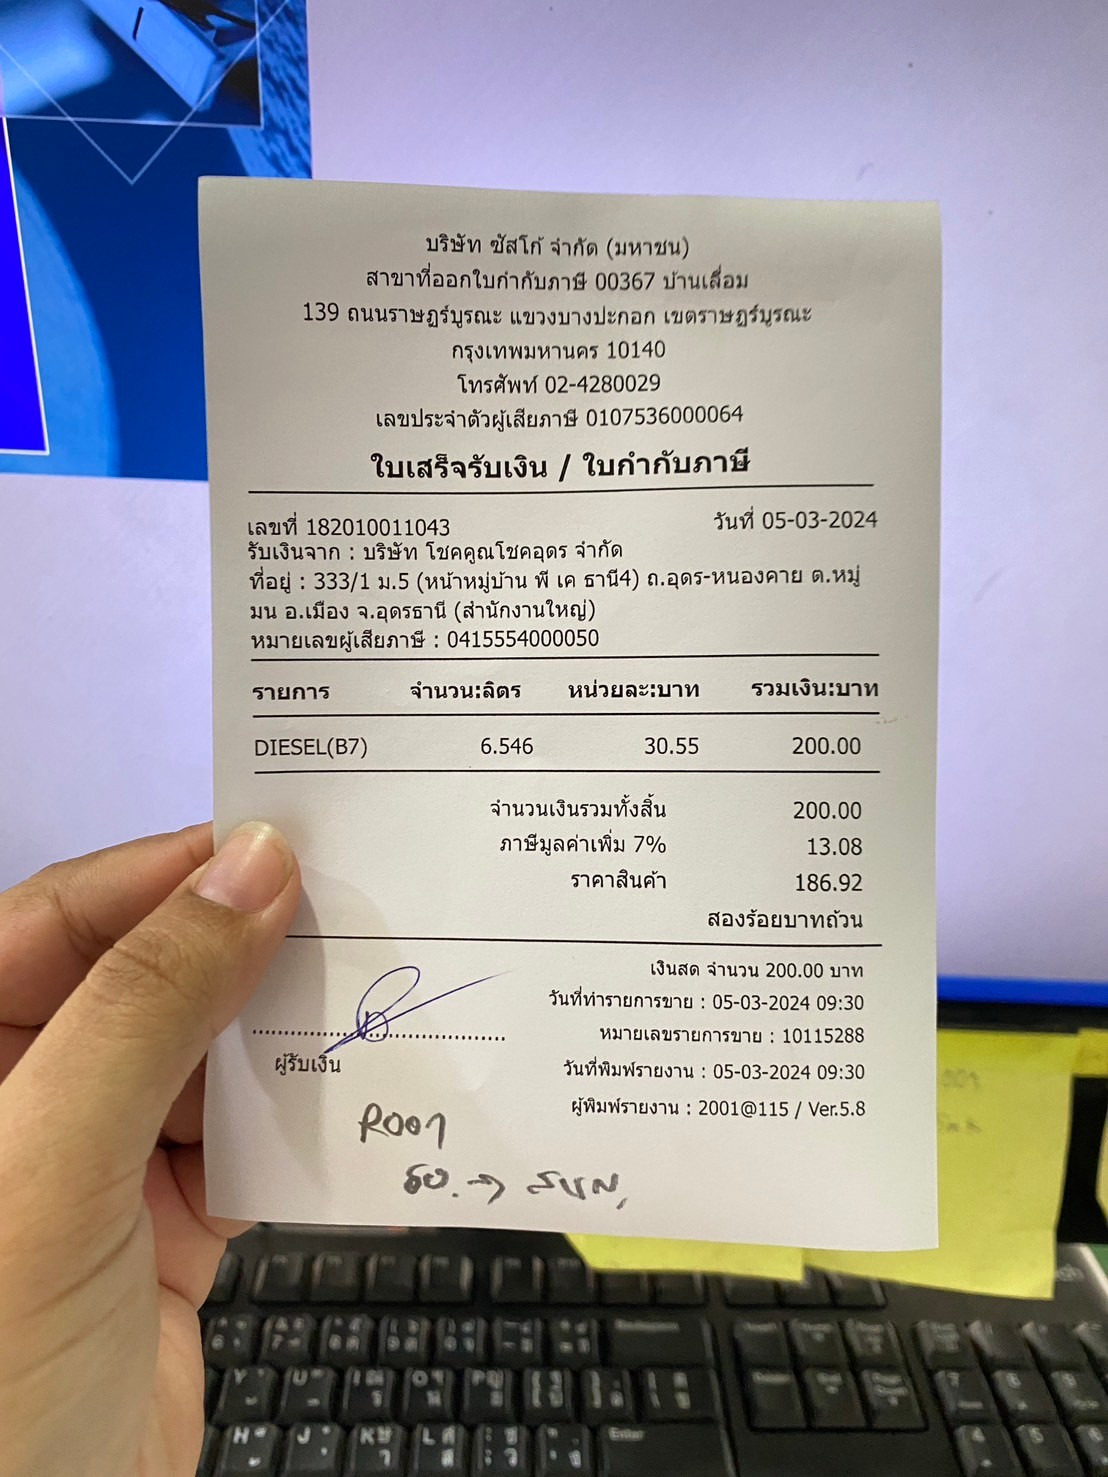 บริษัท ซัสโก้ จำกัด (มหาชน)
สาขาที่ออกใบกำกับภาษี 00367 บ้านเลื่อม
139 ถนนราษฎร์บูรณะ แขวงบางปะกอก เขตราษฎร์บูรณะ
กรุงเทพมหานคร 10140
โทรศัพท์ 02-4280029
เลขประจำตัวผู้เสียภาษี 0107536000064
ใบเสร็จรับเงิน / ใบกำกับภาษี
เลขที่ 182010011043 วันที่ 05-03-2024
รับเงินจาก : บริษัท โชคคูณโชคอุดร จำกัด
ที่อยู่ : 333/1 ม.5 (หน้าหมู่บ้าน พี เค ธานี4) ถ.อุดร-หนองคาย ต.หมู
มน อ.เมือง จ.อุดรธานี (สำนักงานใหญ่)
หมายเลขผู้เสียภาษี : 0415554000050
รายการ จำนวน:ลิตร หน่วยละ:บาท รวมเงิน:บาท
DIESEL(B7) 6.546 30.55 200.00
จำนวนเงินรวมทั้งสิ้น 200.00
ภาษีมูลค่าเพิ่ม 7% 13.08
ราคาสินค้า 186.92
สองร้อยบาทถ้วน
เงินสด จำนวน 200.00 บาท
วันที่ทำรายการขาย : 05-03-2024 09:30
หมายเลขรายการขาย : 10115288
ผู้รับเงิน
วันที่พิมพ์รายงาน : 05-03-2024 09:30
ผู้พิมพ์รายงาน : 2001@115 / Ver.5.8